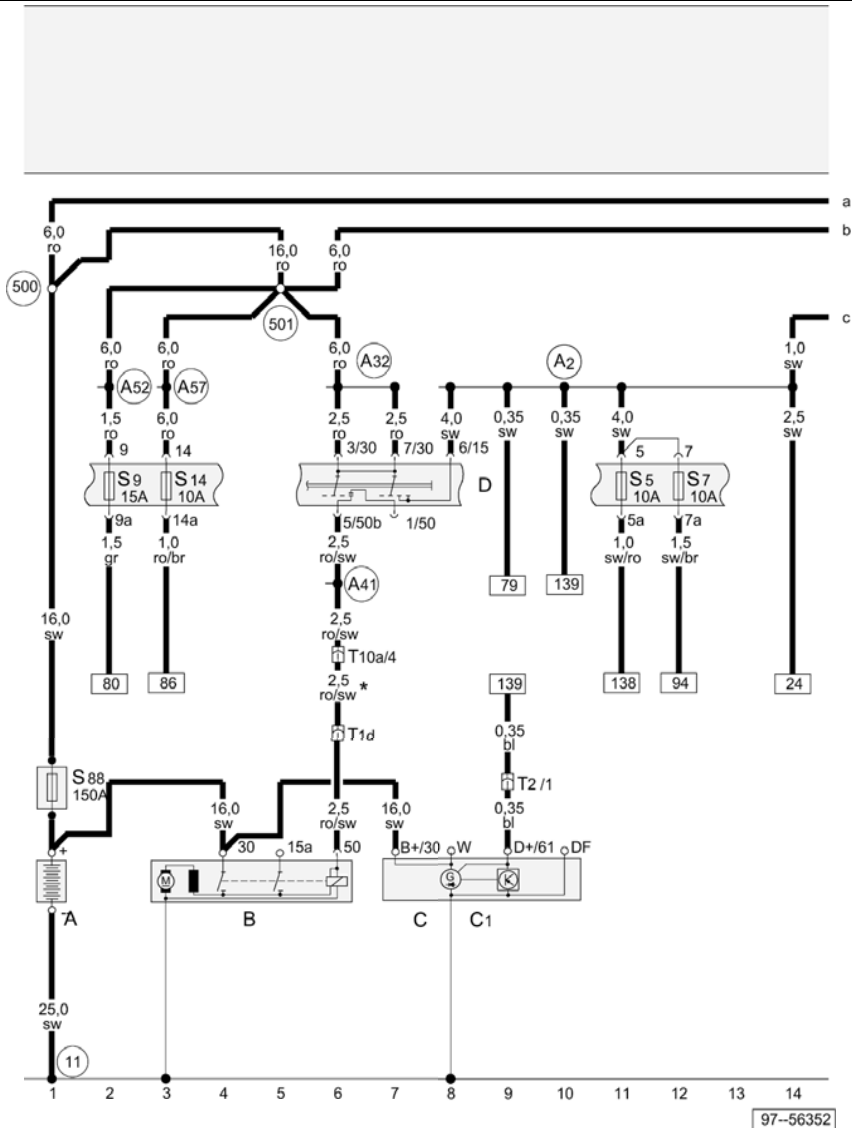 a
b
6,0
ro
16,0
ro
6,0
ro
500
501
c
6,0
ro
6,0
ro
6,0
ro
A32
A2
1,0
sw
A52
A57
1,5
ro
6,0
ro
2,5
ro
2,5
ro
4,0
sw
0,35
sw
0,35
sw
4,0
sw
2,5
sw
9
14
3/30
7/30
6/15
5
7
S9
15A
S14
10A
D
S5
10A
S7
10A
9a
14a
5/50b
1/50
5a
7a
1,5
gr
1,0
ro/br
2,5
ro/sw
1,0
sw/ro
1,5
sw/br
A41
79
139
16,0
sw
2,5
ro/sw
T10a/4
80
86
2,5
ro/sw *
139
138
94
24
T1d
0,35
bl
S88
150A
T2/1
16,0
sw
2,5
ro/sw
16,0
sw
0,35
bl
+
30
15a
50
B+/30
W
D+/61
DF
M
G
K
- A
B
C
C1
25,0
sw
11
1 2 3 4 5 6 7 8 9 10 11 12 13 14
97--56352